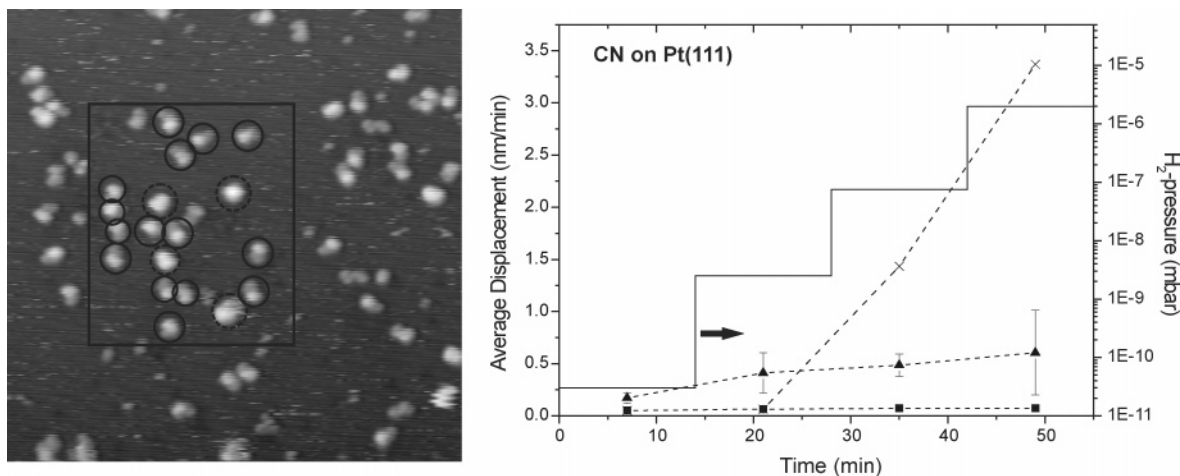 CN on Pt(111)
Average Displacement (nm/min)
3.5
3.0
2.5
2.0
1.5
1.0
0.5
0.0
0
10
20
30
40
50
Time (min)
1E-5
1E-6
1E-7
1E-8
1E-9
1E-10
1E-11
H₂-pressure (mbar)